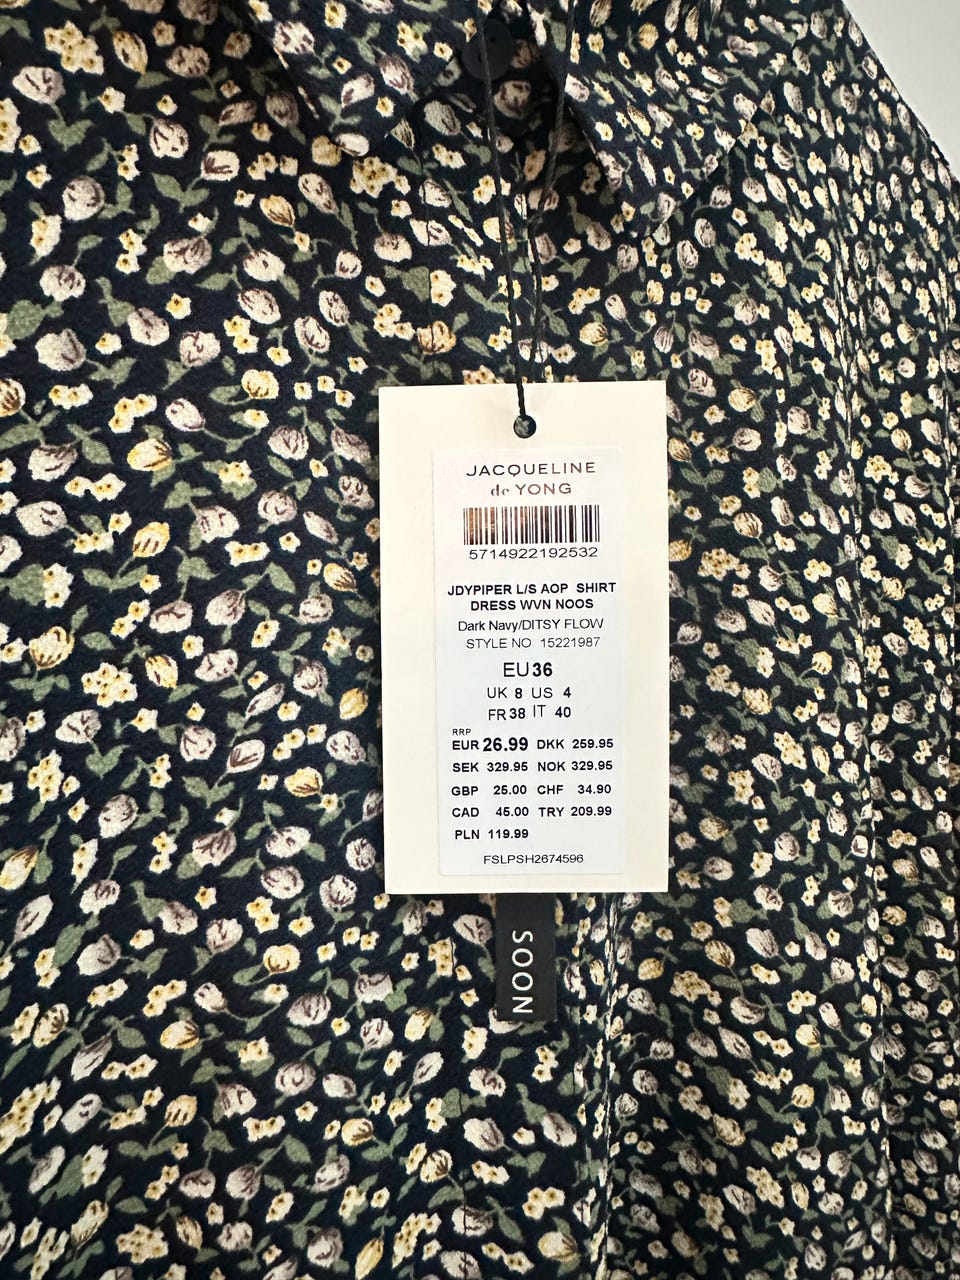 JACQUELINE
de YONG
5714922192532
JDYPIPER L/S AOP SHIRT
DRESS WVN NOOS
Dark Navy/DITSY FLOW
STYLE NO 15221987
EU36
UK 8 US 4
FR 38 IT 40
RRP
EUR 26.99 DKK 259.95
SEK 329.95 NOK 329.95
GBP 25.00 CHF 34.90
CAD 45.00 TRY 209.99
PLN 119.99
FSLPSH2674596
NOOS